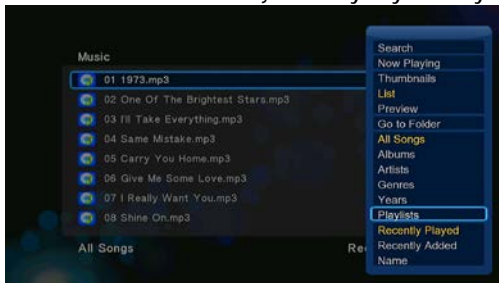 Music
01 1973.mp3
02 One Of The Brightest Stars.mp3
03 I'll Take Everything.mp3
04 Same Mistake.mp3
05 Carry You Home.mp3
06 Give Me Some Love.mp3
07 I Really Want You.mp3
08 Shine On.mp3
All Songs
Search
Now Playing
Thumbnails
List
Preview
Go to Folder
All Songs
Albums
Artists
Genres
Years
Playlists
Recently Played
Recently Added
Name